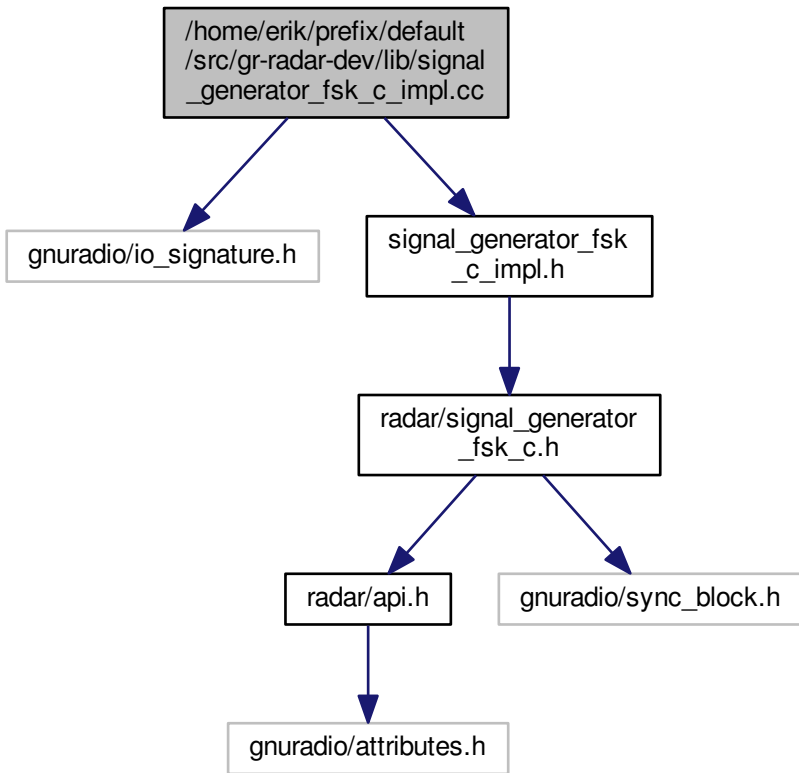 /home/erik/prefix/default
/src/gr-radar-dev/lib/signal
_generator_fsk_c_impl.cc
gnuradio/io_signature.h
signal_generator_fsk
_c_impl.h
radar/signal_generator
_fsk_c.h
radar/api.h
gnuradio/sync_block.h
gnuradio/attributes.h